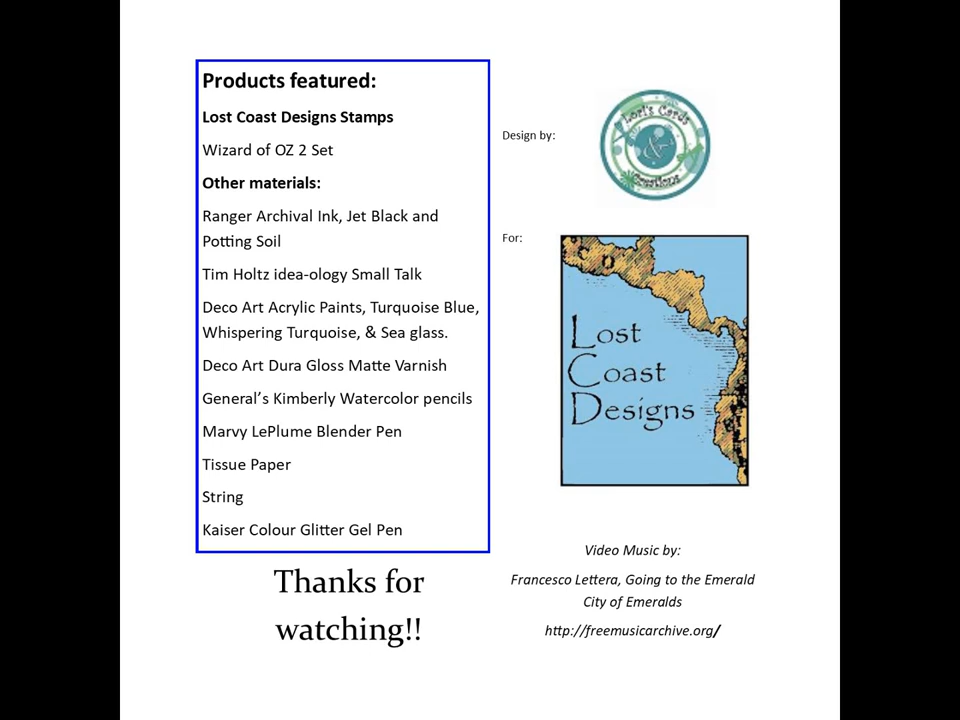 Products featured:
Lost Coast Designs Stamps
Wizard of OZ 2 Set
Other materials:
Ranger Archival Ink, Jet Black and
Potting Soil
Tim Holtz idea-ology Small Talk
Deco Art Acrylic Paints, Turquoise Blue,
Whispering Turquoise, & Sea glass.
Deco Art Dura Gloss Matte Varnish
General’s Kimberly Watercolor pencils
Marvy LePlume Blender Pen
Tissue Paper
String
Kaiser Colour Glitter Gel Pen
Thanks for
watching!!
Design by:
Lori's Cards
&
Creations
For:
Lost
Coast
Designs
Video Music by:
Francesco Lettera, Going to the Emerald
City of Emeralds
http://freemusicarchive.org/